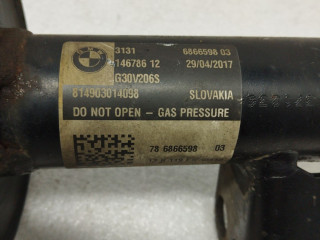 3131 6866598 03
146786 12 29/04/2017
G30V206S
814903014098 SLOVAKIA
DO NOT OPEN - GAS PRESSURE
78 6866598 03